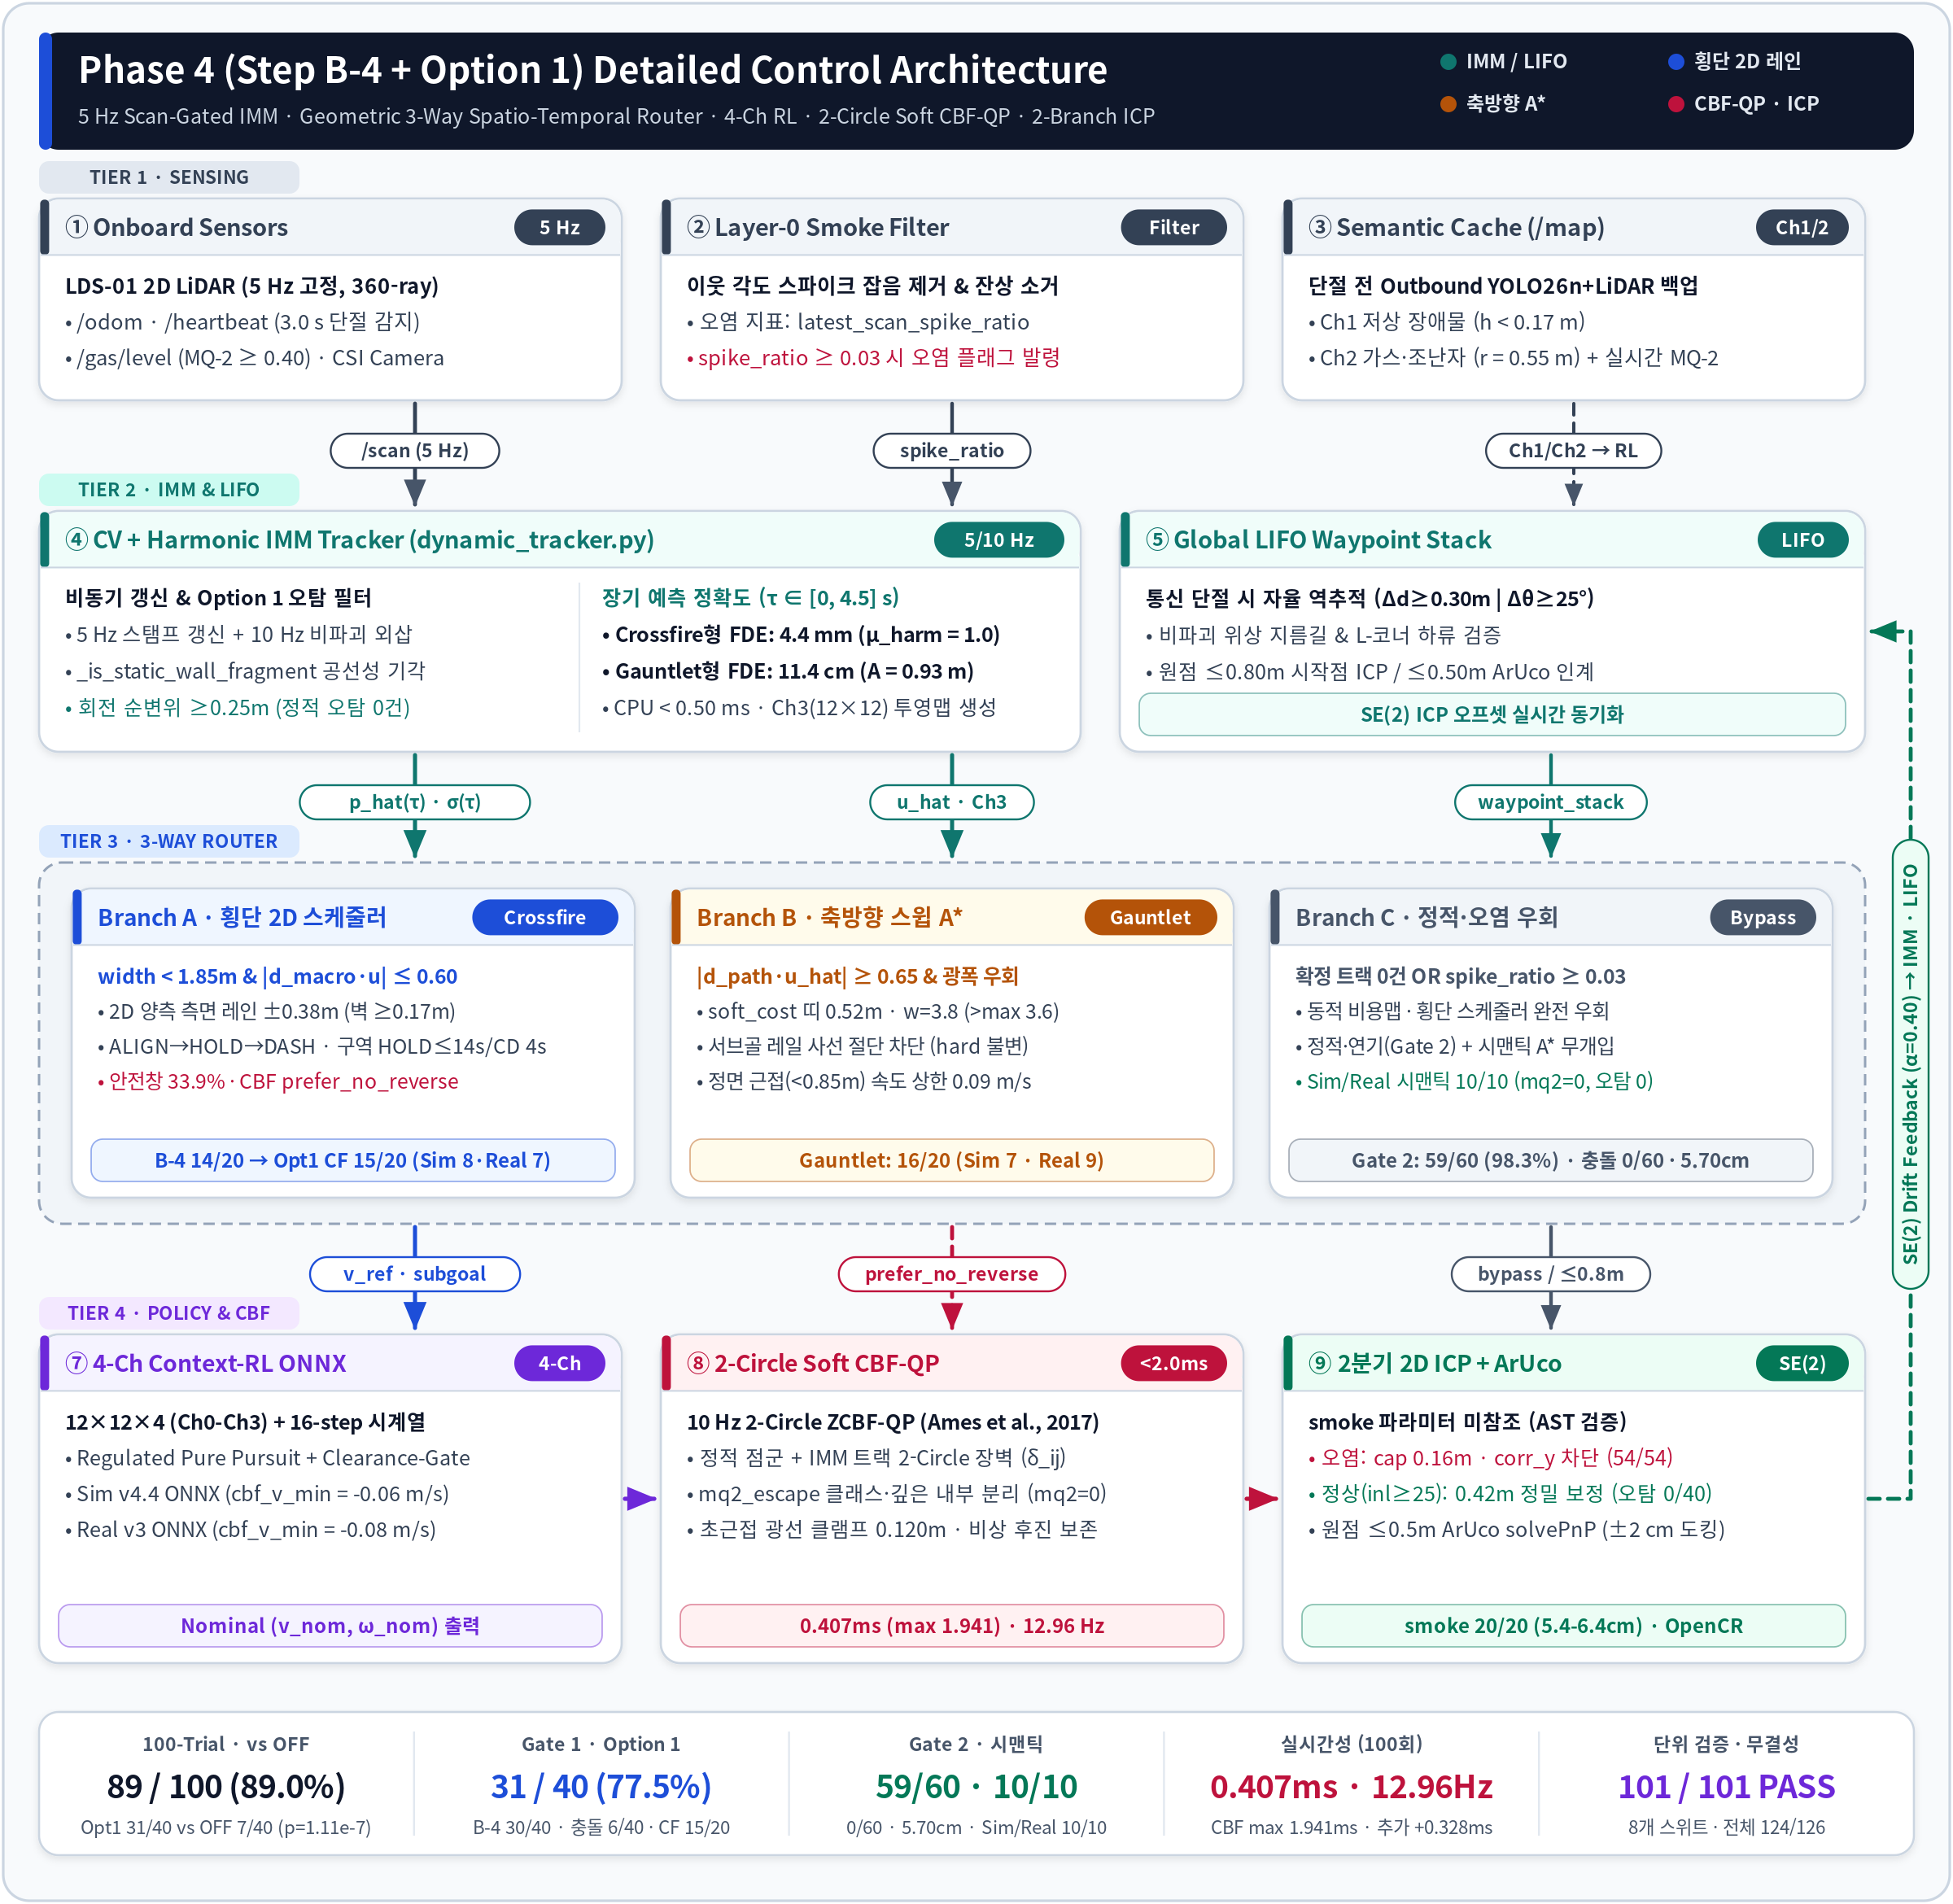 Phase 4 (Step B-4 + Option 1) Detailed Control Architecture
5 Hz Scan-Gated IMM · Geometric 3-Way Spatio-Temporal Router · 4-Ch RL · 2-Circle Soft CBF-QP · 2-Branch ICP
IMM / LIFO
횡단 2D 레인
축방향 A*
CBF-QP · ICP
TIER 1 · SENSING
① Onboard Sensors
5 Hz
LDS-01 2D LiDAR (5 Hz 고정, 360-ray)
• /odom · /heartbeat (3.0 s 단절 감지)
• /gas/level (MQ-2 ≥ 0.40) · CSI Camera
② Layer-0 Smoke Filter
Filter
이웃 각도 스파이크 잡음 제거 & 잔상 소거
• 오염 지표: latest_scan_spike_ratio
• spike_ratio ≥ 0.03 시 오염 플래그 발령
③ Semantic Cache (/map)
Ch1/2
단절 전 Outbound YOLO26n+LiDAR 백업
• Ch1 저상 장애물 (h < 0.17 m)
• Ch2 가스·조난자 (r = 0.55 m) + 실시간 MQ-2
/scan (5 Hz)
spike_ratio
Ch1/Ch2 → RL
TIER 2 · IMM & LIFO
④ CV + Harmonic IMM Tracker (dynamic_tracker.py)
5/10 Hz
비동기 갱신 & Option 1 오탐 필터
• 5 Hz 스탬프 갱신 + 10 Hz 비파괴 외삽
• _is_static_wall_fragment 공선성 기각
• 회전 순변위 ≥0.25m (정적 오탐 0건)
장기 예측 정확도 (τ ∈ [0, 4.5] s)
• Crossfire형 FDE: 4.4 mm (μ_harm = 1.0)
• Gauntlet형 FDE: 11.4 cm (A = 0.93 m)
• CPU < 0.50 ms · Ch3(12×12) 투영맵 생성
⑤ Global LIFO Waypoint Stack
LIFO
통신 단절 시 자율 역추적 (Δd≥0.30m | Δθ≥25°)
• 비파괴 위상 지름길 & L-코너 하류 검증
• 원점 ≤0.80m 시작점 ICP / ≤0.50m ArUco 인계
SE(2) ICP 오프셋 실시간 동기화
p_hat(τ) · σ(τ)
u_hat · Ch3
waypoint_stack
SE(2) Drift Feedback (α=0.40) → IMM · LIFO
TIER 3 · 3-WAY ROUTER
Branch A · 횡단 2D 스케줄러
Crossfire
width < 1.85m & |d_macro·u| ≤ 0.60
• 2D 양측 측면 레인 ±0.38m (벽 ≥0.17m)
• ALIGN→HOLD→DASH · 구역 HOLD≤14s/CD 4s
• 안전창 33.9% · CBF prefer_no_reverse
B-4 14/20 → Opt1 CF 15/20 (Sim 8·Real 7)
Branch B · 축방향 스윕 A*
Gauntlet
|d_path·u_hat| ≥ 0.65 & 광폭 우회
• soft_cost 띠 0.52m · w=3.8 (>max 3.6)
• 서브골 레일 사선 절단 차단 (hard 불변)
• 정면 근접(<0.85m) 속도 상한 0.09 m/s
Gauntlet: 16/20 (Sim 7 · Real 9)
Branch C · 정적·오염 우회
Bypass
확정 트랙 0건 OR spike_ratio ≥ 0.03
• 동적 비용맵 · 횡단 스케줄러 완전 우회
• 정적·연기(Gate 2) + 시맨틱 A* 무개입
• Sim/Real 시맨틱 10/10 (mq2=0, 오탐 0)
Gate 2: 59/60 (98.3%) · 충돌 0/60 · 5.70cm
v_ref · subgoal
prefer_no_reverse
bypass / ≤0.8m
TIER 4 · POLICY & CBF
⑦ 4-Ch Context-RL ONNX
4-Ch
12×12×4 (Ch0-Ch3) + 16-step 시계열
• Regulated Pure Pursuit + Clearance-Gate
• Sim v4.4 ONNX (cbf_v_min = -0.06 m/s)
• Real v3 ONNX (cbf_v_min = -0.08 m/s)
Nominal (v_nom, ω_nom) 출력
⑧ 2-Circle Soft CBF-QP
<2.0ms
10 Hz 2-Circle ZCBF-QP (Ames et al., 2017)
• 정적 점군 + IMM 트랙 2-Circle 장벽 (δ_ij)
• mq2_escape 클래스·깊은 내부 분리 (mq2=0)
• 초근접 광선 클램프 0.120m · 비상 후진 보존
0.407ms (max 1.941) · 12.96 Hz
⑨ 2분기 2D ICP + ArUco
SE(2)
smoke 파라미터 미참조 (AST 검증)
• 오염: cap 0.16m · corr_y 차단 (54/54)
• 정상(inl≥25): 0.42m 정밀 보정 (오탐 0/40)
• 원점 ≤0.5m ArUco solvePnP (±2 cm 도킹)
smoke 20/20 (5.4-6.4cm) · OpenCR
100-Trial · vs OFF
89 / 100 (89.0%)
Opt1 31/40 vs OFF 7/40 (p=1.11e-7)
Gate 1 · Option 1
31 / 40 (77.5%)
B-4 30/40 · 충돌 6/40 · CF 15/20
Gate 2 · 시맨틱
59/60 · 10/10
0/60 · 5.70cm · Sim/Real 10/10
실시간성 (100회)
0.407ms · 12.96Hz
CBF max 1.941ms · 추가 +0.328ms
단위 검증 · 무결성
101 / 101 PASS
8개 스위트 · 전체 124/126